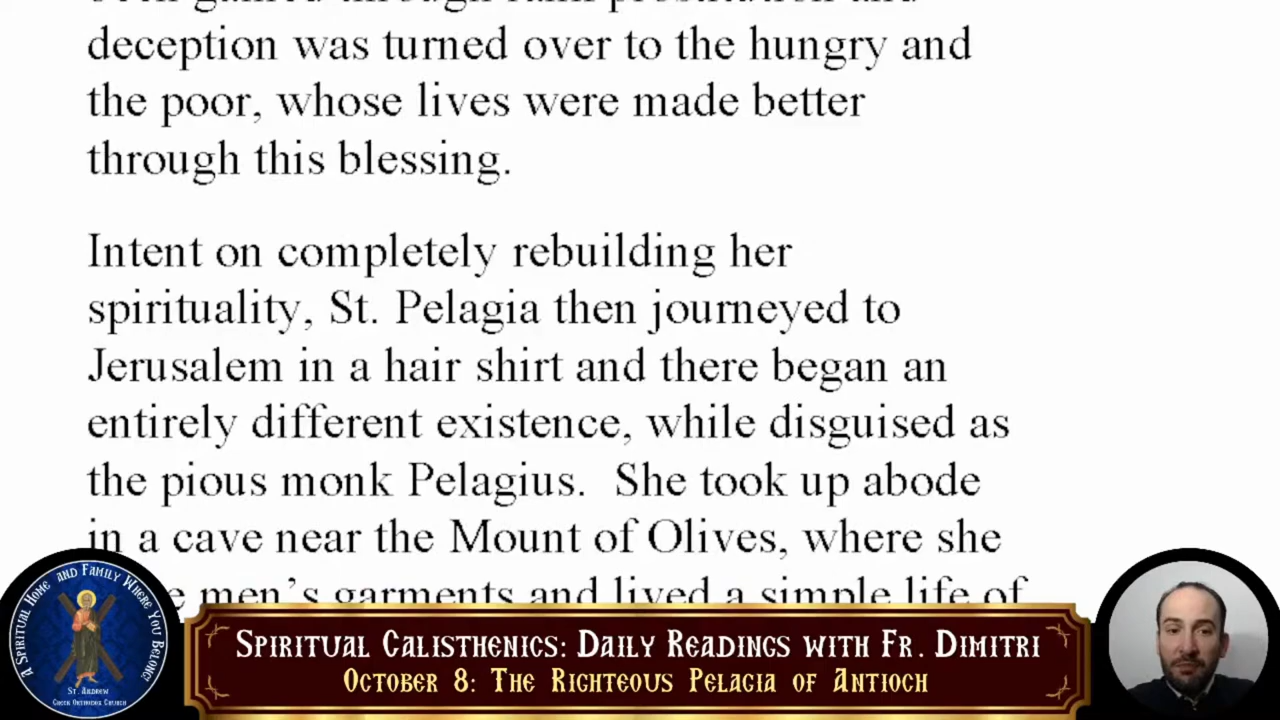 deception was turned over to the hungry and
the poor, whose lives were made better
through this blessing.
Intent on completely rebuilding her
spirituality, St. Pelagia then journeyed to
Jerusalem in a hair shirt and there began an
entirely different existence, while disguised as
the pious monk Pelagius. She took up abode
in a cave near the Mount of Olives, where she
men’s garments and lived a simple life of
A Spiritual Home and Family Where You Belong!
St. Andrew
Greek Orthodox Church
Spiritual Calisthenics: Daily Readings with Fr. Dimitri
October 8: The Righteous Pelagia of Antioch